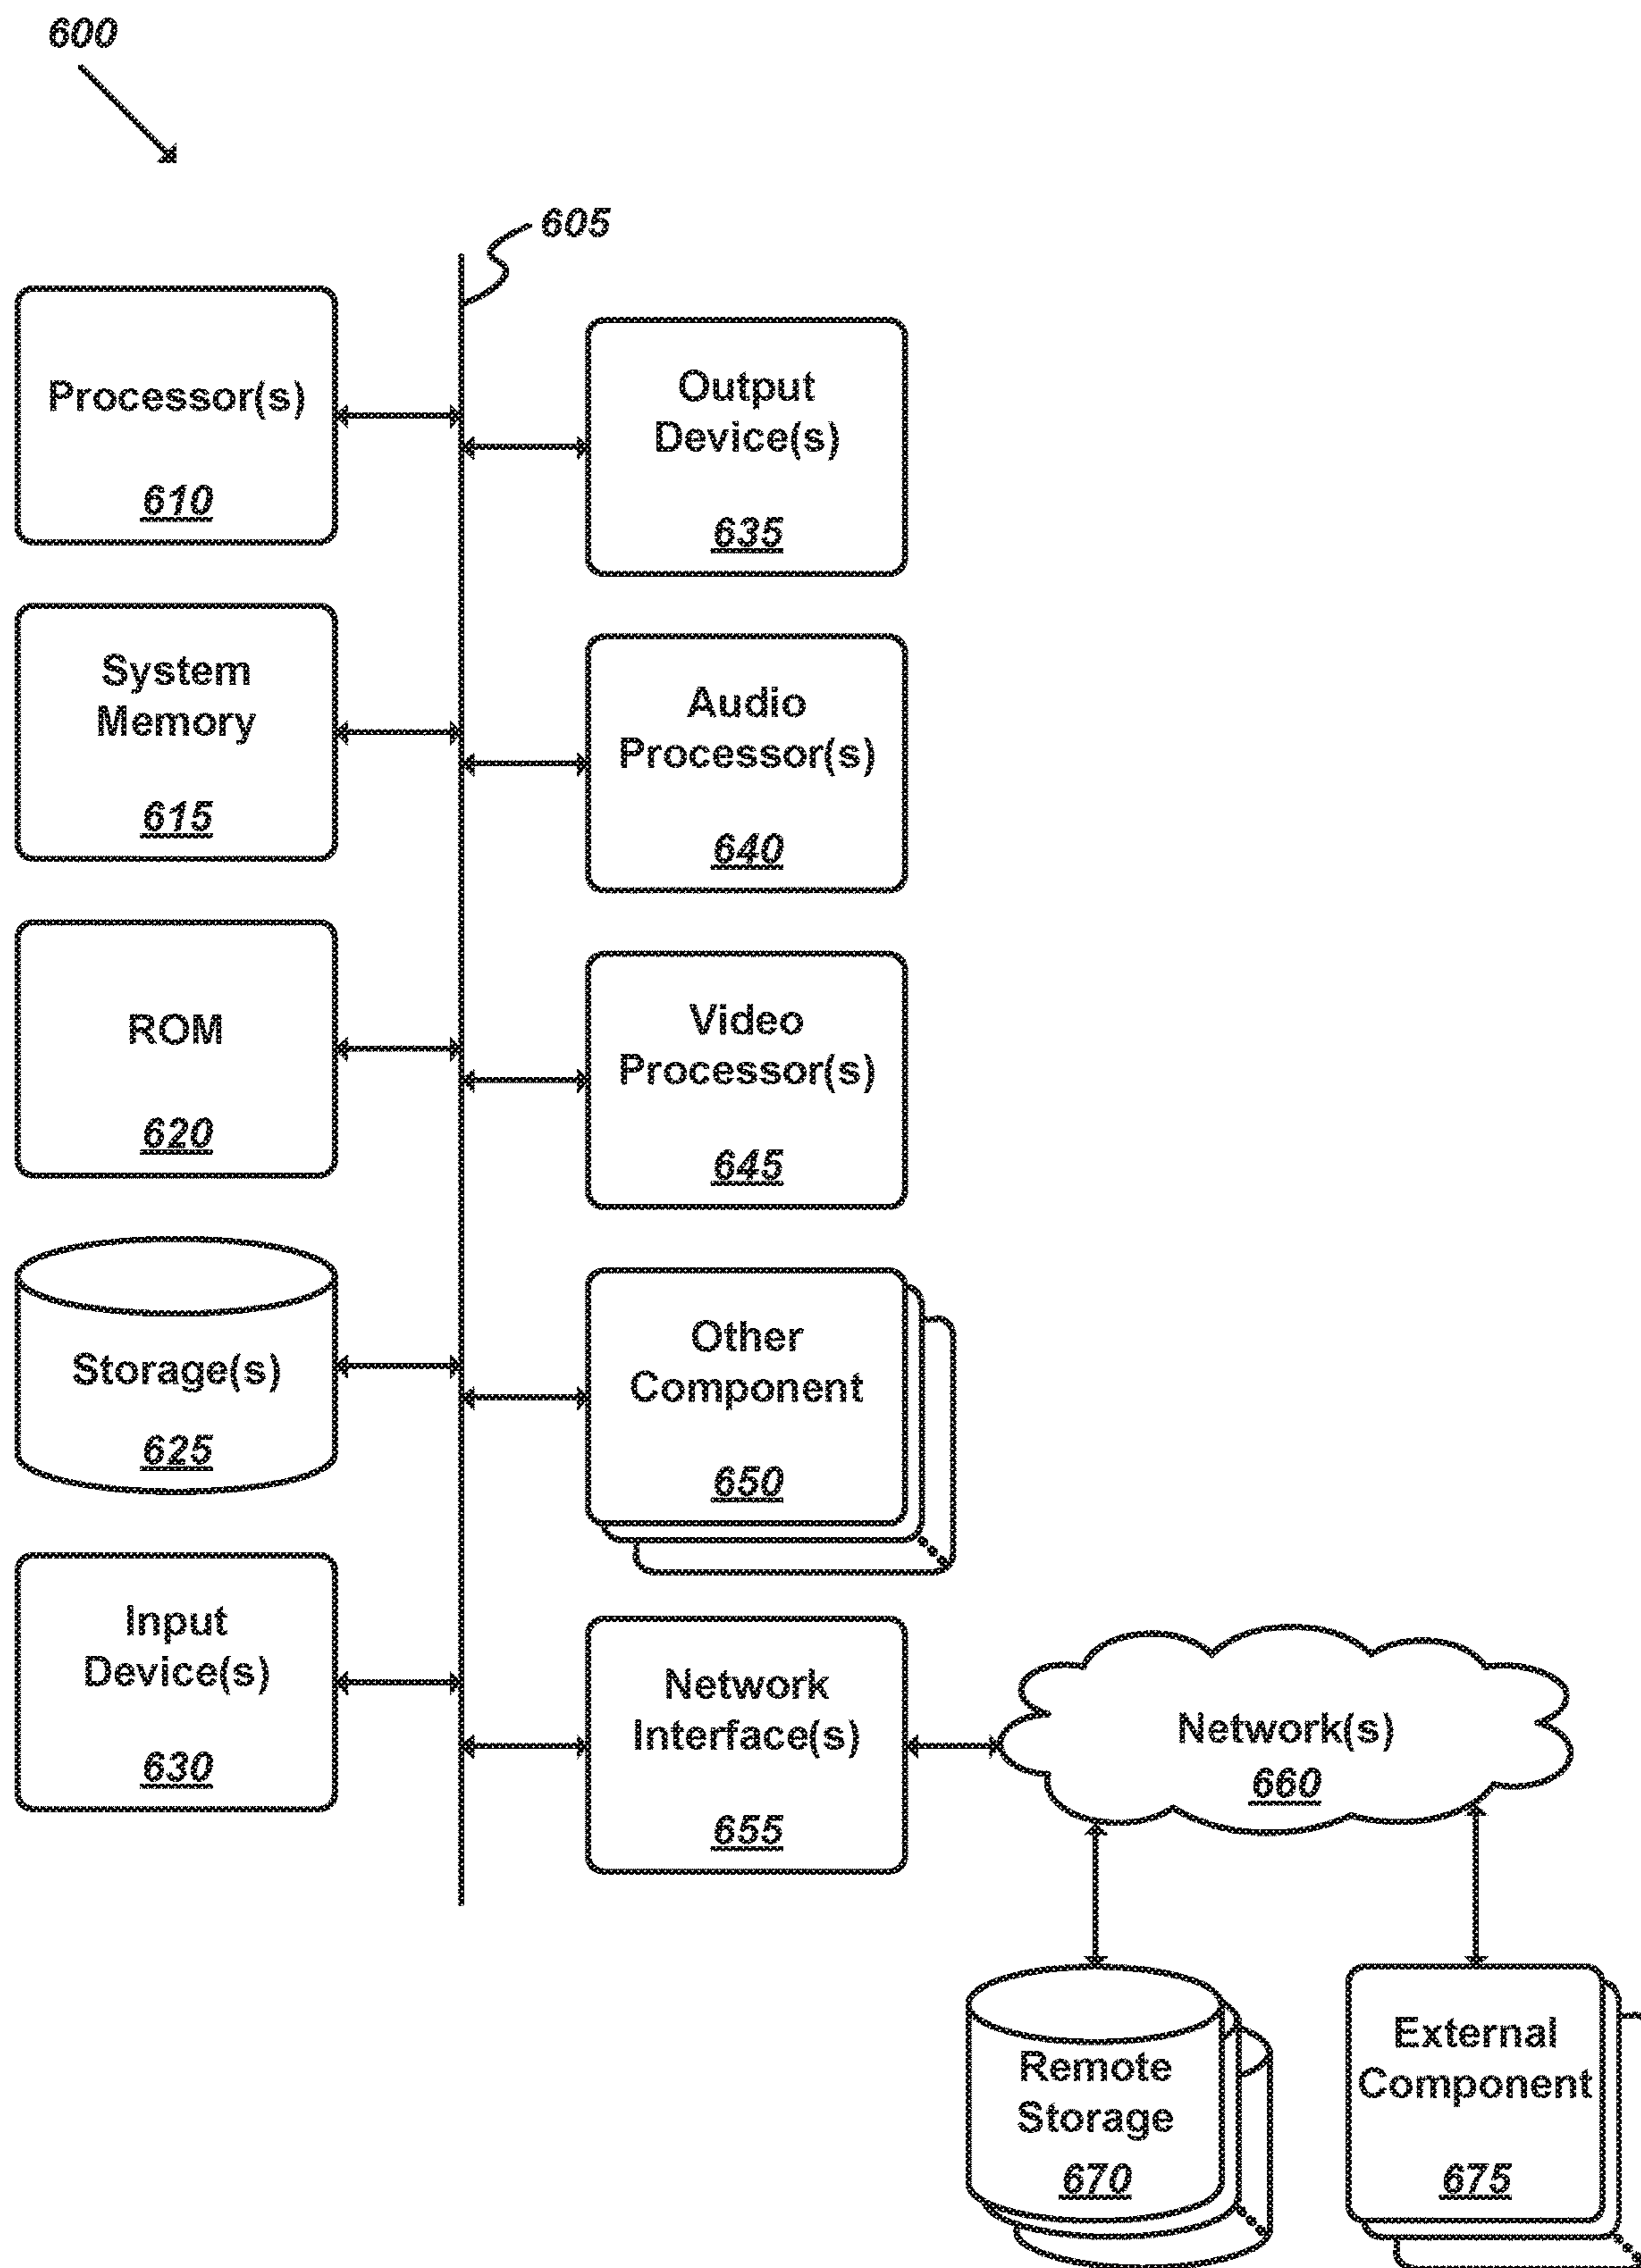 600
605
Processor(s)
610
System
Memory
615
ROM
620
Storage(s)
625
Input
Device(s)
630
Output
Device(s)
635
Audio
Processor(s)
640
Video
Processor(s)
645
Other
Component
650
Network
Interface(s)
655
Network(s)
660
Remote
Storage
670
External
Component
675